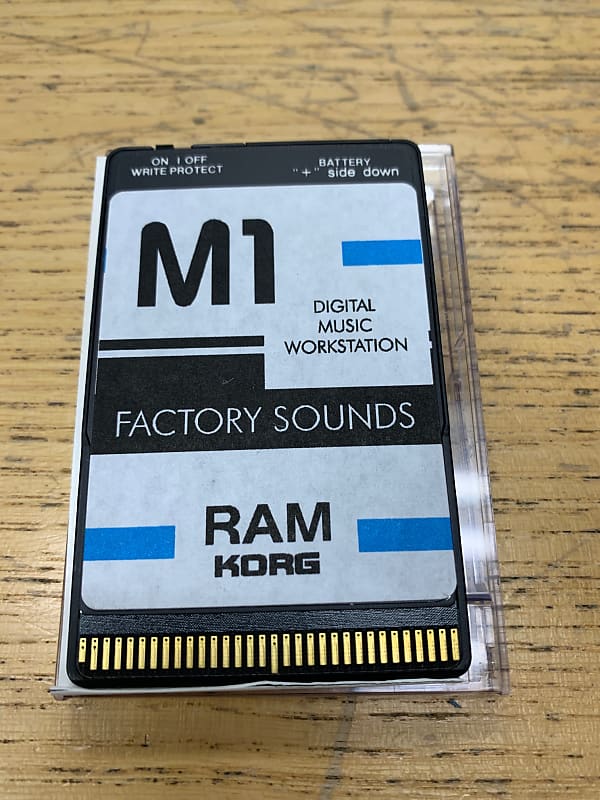 ON I OFF
WRITE PROTECT
BATTERY
"+" side down
M1
DIGITAL
MUSIC
WORKSTATION
FACTORY SOUNDS
RAM
KORG